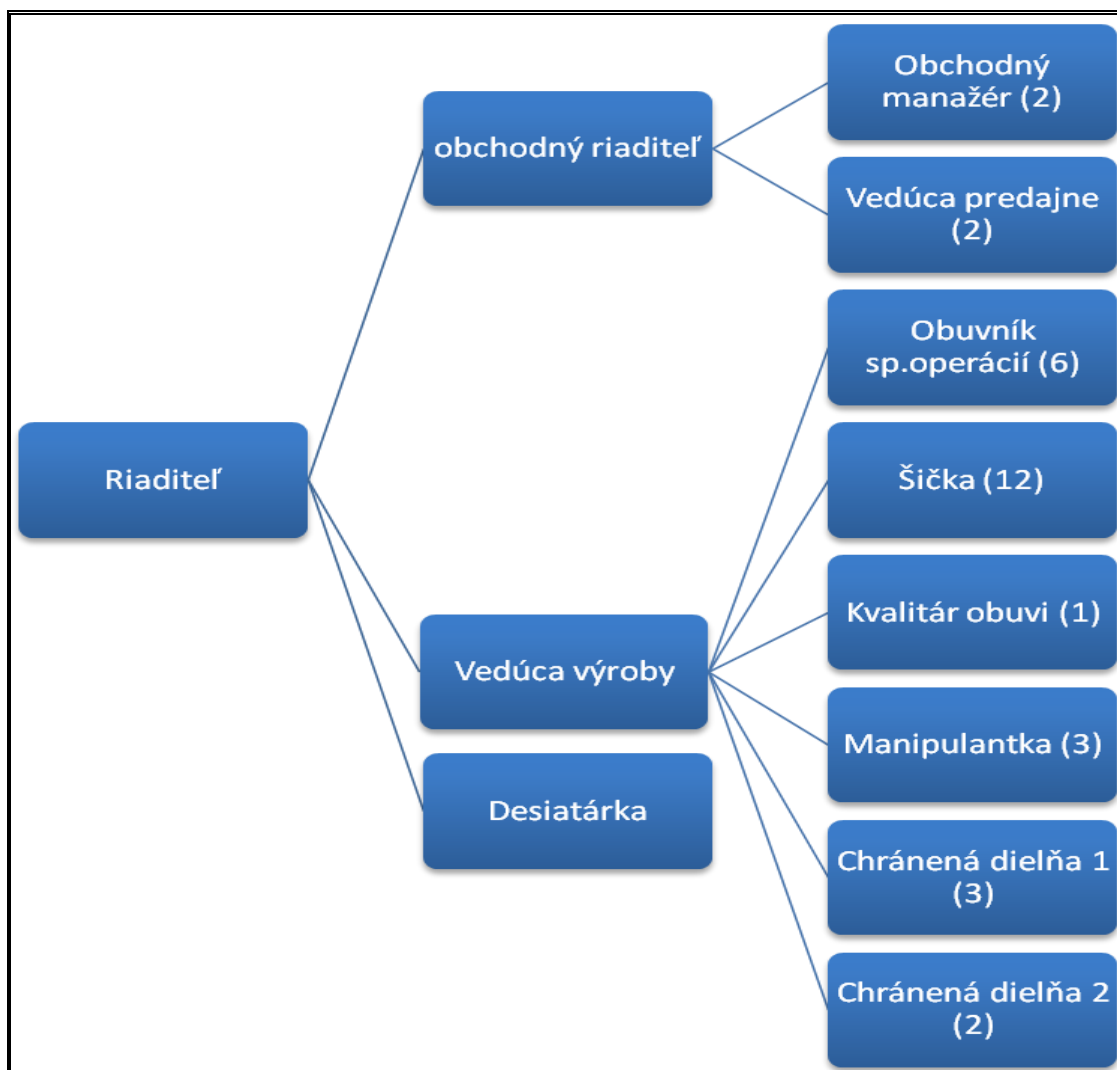 Obchodný
manažér (2)
obchodný riaditeľ
Vedúca predajne
(2)
Obuvník
sp.operácií (6)
Riaditeľ
Šička (12)
Kvalitár obuvi (1)
Vedúca výroby
Manipulantka (3)
Desiatárka
Chránená dielňa 1
(3)
Chránená dielňa 2
(2)